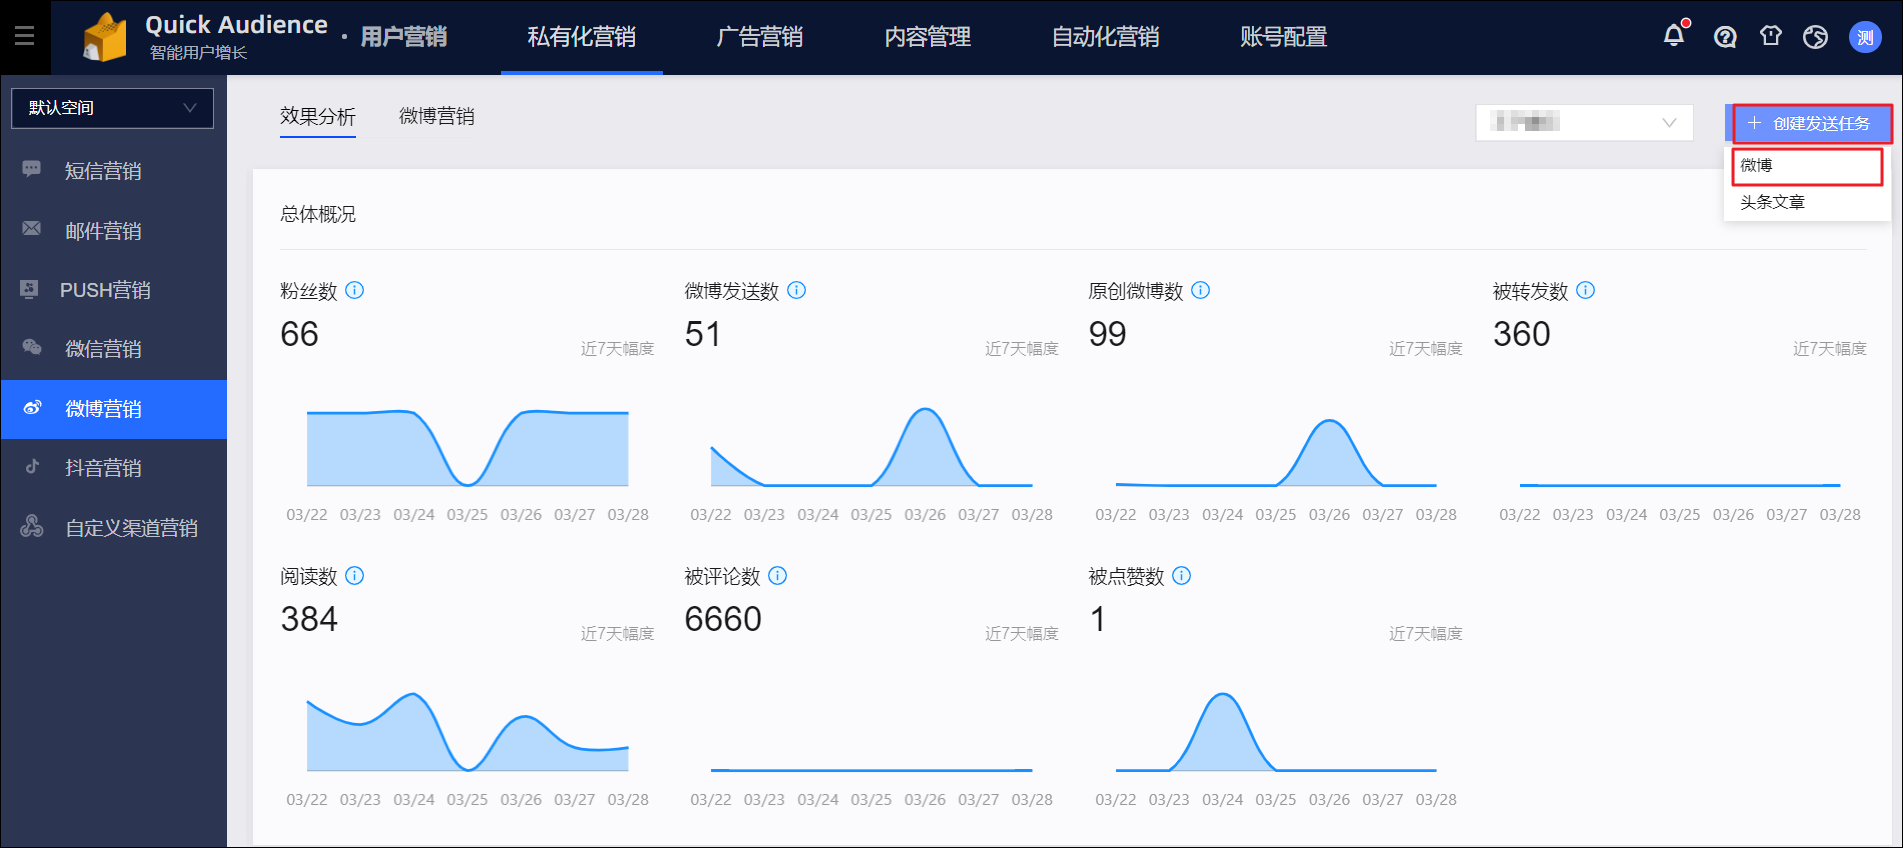 Quick Audience
智能用户增长
· 用户营销
私有化营销
广告营销
内容管理
自动化营销
账号配置
测
默认空间
短信营销
邮件营销
PUSH营销
微信营销
微博营销
抖音营销
自定义渠道营销
效果分析
微博营销
+ 创建发送任务
微博
头条文章
总体概况
粉丝数
66
近7天幅度
03/22 03/23 03/24 03/25 03/26 03/27 03/28
微博发送数
51
近7天幅度
03/22 03/23 03/24 03/25 03/26 03/27 03/28
原创微博数
99
近7天幅度
03/22 03/23 03/24 03/25 03/26 03/27 03/28
被转发数
360
近7天幅度
03/22 03/23 03/24 03/25 03/26 03/27 03/28
阅读数
384
近7天幅度
03/22 03/23 03/24 03/25 03/26 03/27 03/28
被评论数
6660
近7天幅度
03/22 03/23 03/24 03/25 03/26 03/27 03/28
被点赞数
1
近7天幅度
03/22 03/23 03/24 03/25 03/26 03/27 03/28